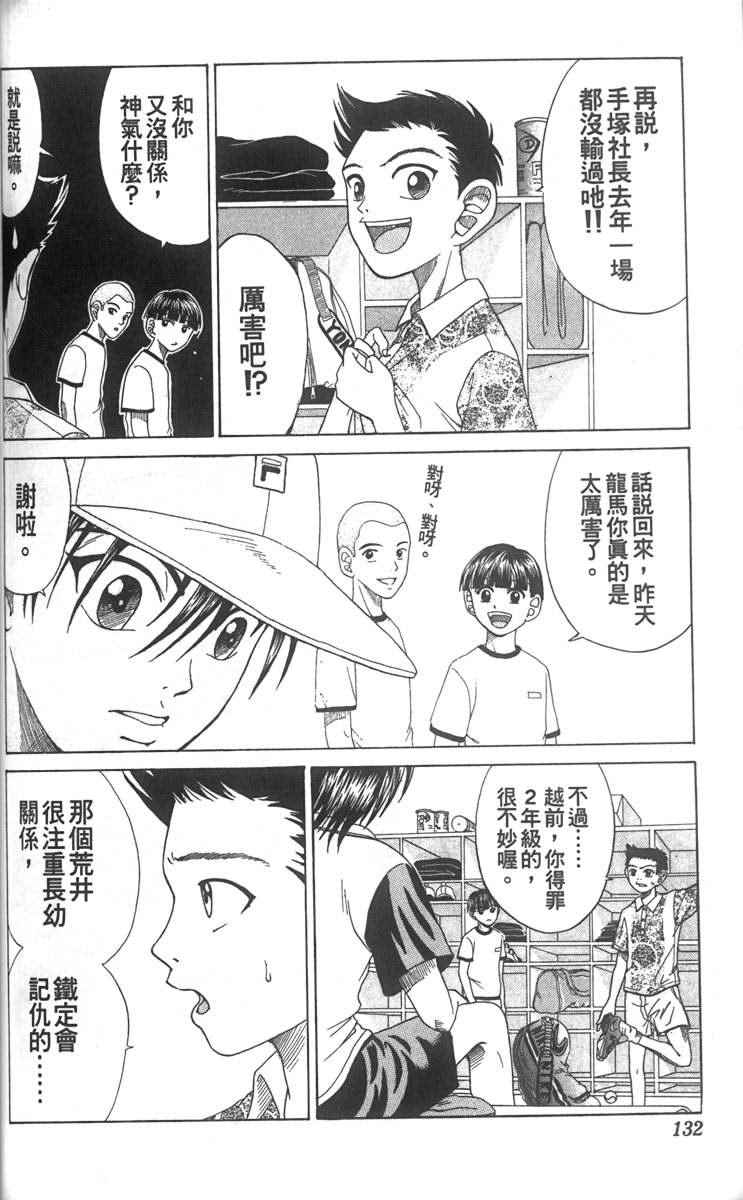 再説，
手塚社長去年一場
都沒輸過吔!!
厲害吧!?
和你
又沒關係，
神氣什麼？
就是説嘛。
話説回來，昨天
龍馬你真的是
太厲害了。
對呀、對呀。
謝啦。
不過……
越前，你得罪
2年級的，
很不妙喔。
那個荒井
很注重長幼
關係，
鐵定會
記仇的……
132